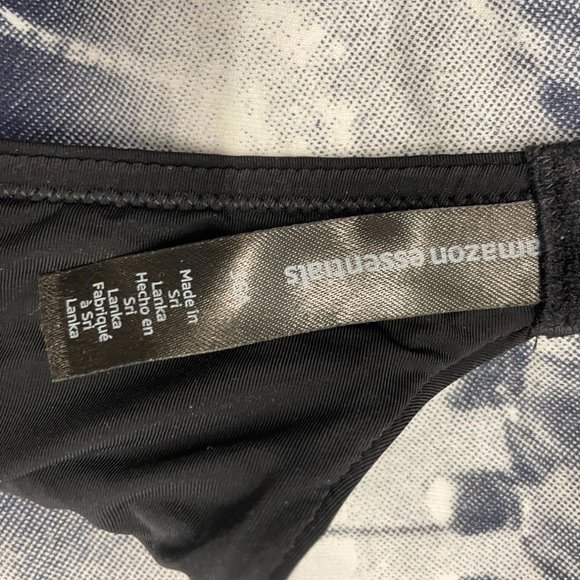 amazon essentials
Made in
Sri
Lanka
Hecho en
Sri
Lanka
Fabriqué
à Sri
Lanka